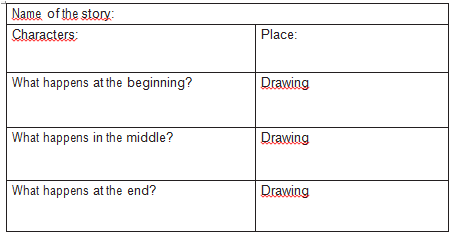 Name of the story:
Characters:
Place:
What happens at the beginning?
Drawing
What happens in the middle?
Drawing
What happens at the end?
Drawing